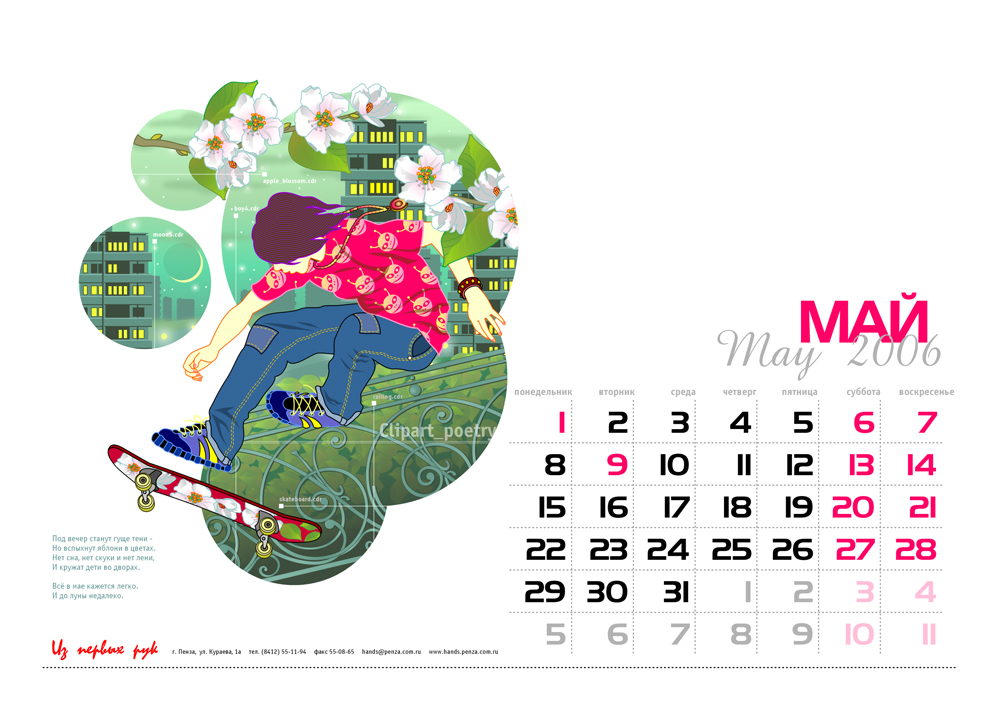 apple_blossom.cdr
boy4.cdr
moon5.cdr
МАЙ
May 2006
понедельник вторник среда четверг пятница суббота воскресенье
ceiling.cdr
1 2 3 4 5 6 7
Clipart_poetry
8 9 10 11 12 13 14
skateboard.cdr
15 16 17 18 19 20 21
22 23 24 25 26 27 28
29 30 31 1 2 3 4
5 6 7 8 9 10 11
Под вечер станут гуще тени -
Но вспыхнут яблони в цветах.
Нет сна, нет скуки и нет лени,
И кружат дети во дворах.
Всё в мае кажется легко.
И до луны недалеко.
Из первых рук г. Пенза, ул. Кураева, 1а тел. (8412) 55-11-94 факс 55-08-65 hands@penza.com.ru www.hands.penza.com.ru